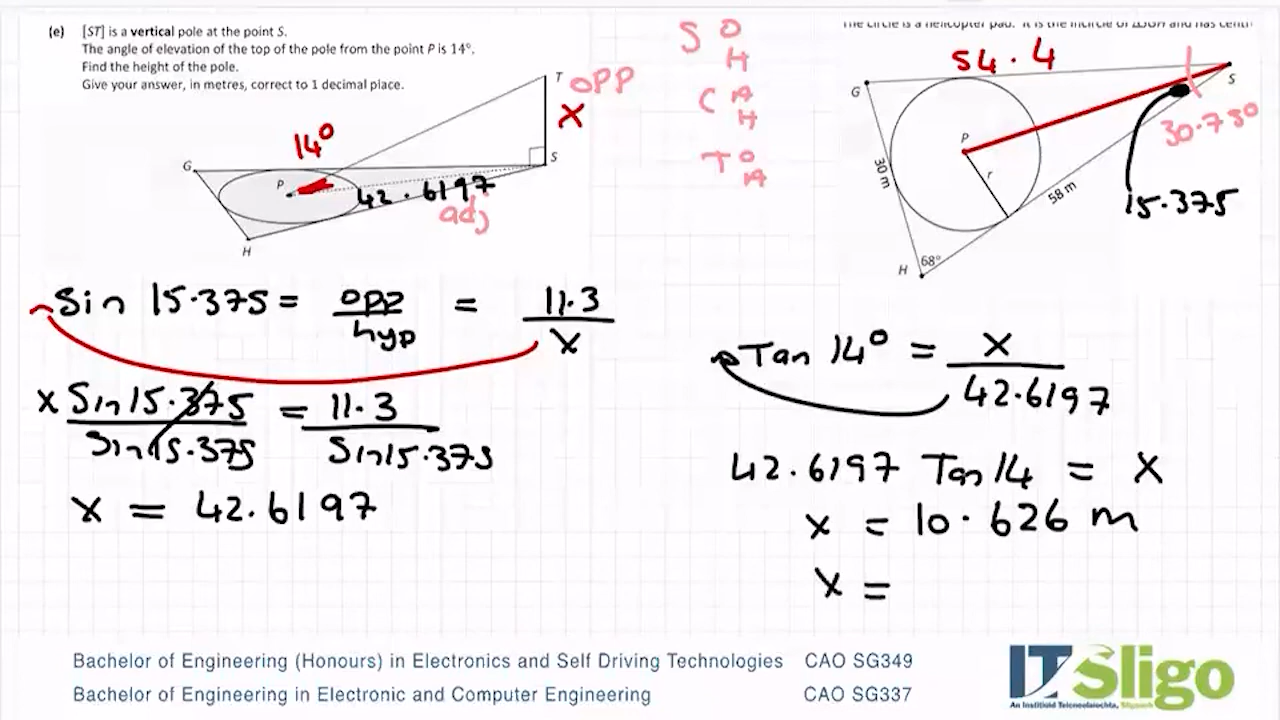 (e) [ST] is a vertical pole at the point S.
The angle of elevation of the top of the pole from the point P is 14°.
Find the height of the pole.
Give your answer, in metres, correct to 1 decimal place.
T opp
x
14°
G
S
P
42.6197
adj
H
S O H
C A H
T O A
The circle is a helicopter pad. It is the incircle of ΔSGH and has centr
54.4
G
S
30.75°
P
30 m
r
58 m
15.375
H 68°
Sin 15.375 = opp/hyp = 11.3/x
x Sin 15.375/Sin 15.375 = 11.3/Sin 15.375
x = 42.6197
Tan 14° = x/42.6197
42.6197 Tan 14 = x
x = 10.626 m
x =
Bachelor of Engineering (Honours) in Electronics and Self Driving Technologies CAO SG349
Bachelor of Engineering in Electronic and Computer Engineering CAO SG337
IT Sligo
An Institiúid Teicneolaíochta, Sligeach